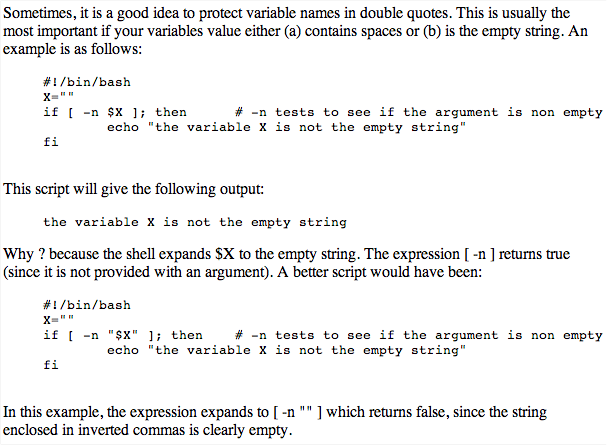 Sometimes, it is a good idea to protect variable names in double quotes. This is usually the
most important if your variables value either (a) contains spaces or (b) is the empty string. An
example is as follows:
#!/bin/bash
X=""
if [ -n $X ]; then # -n tests to see if the argument is non empty
echo "the variable X is not the empty string"
fi
This script will give the following output:
the variable X is not the empty string
Why ? because the shell expands $X to the empty string. The expression [ -n ] returns true
(since it is not provided with an argument). A better script would have been:
#!/bin/bash
X=""
if [ -n "$X" ]; then # -n tests to see if the argument is non empty
echo "the variable X is not the empty string"
fi
In this example, the expression expands to [ -n "" ] which returns false, since the string
enclosed in inverted commas is clearly empty.